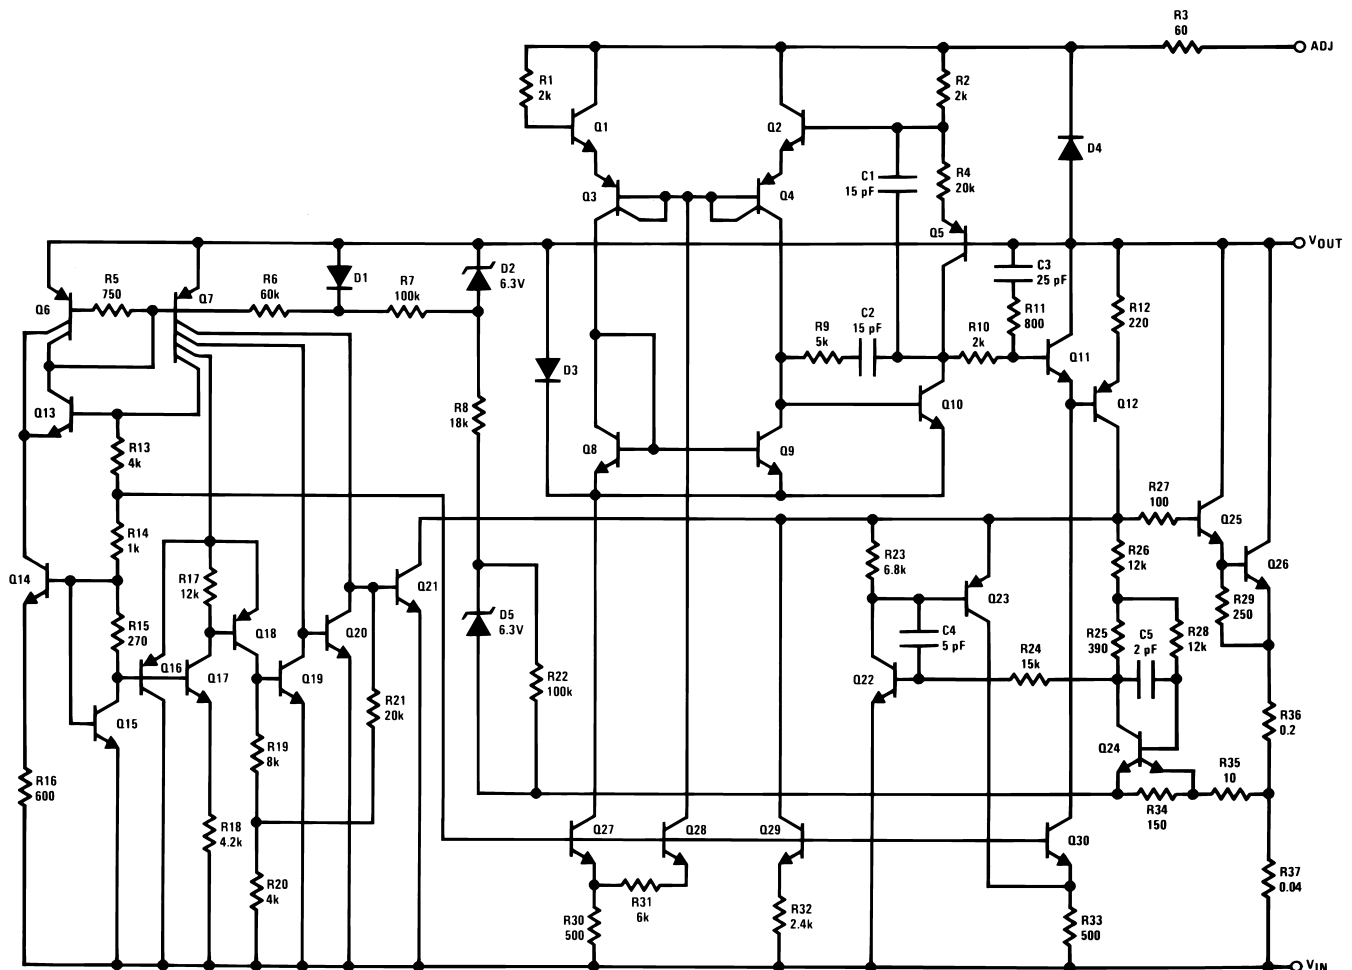 R3
60
ADJ
R1
2k
Q1
Q2
R2
2k
D4
C1
15 pF
R4
20k
Q3
Q4
Q5
VOUT
R5
750
Q6
Q7
R6
60k
D1
R7
100k
D2
6.3V
C3
25 pF
R11
800
R12
220
D3
R9
5k
C2
15 pF
R10
2k
Q11
Q12
Q13
R8
18k
Q8
Q9
Q10
R13
4k
R27
100
Q25
R14
1k
Q14
R17
12k
Q21
D5
6.3V
R23
6.8k
Q23
R26
12k
Q26
R29
250
R15
270
Q16
Q17
Q18
Q19
Q20
C4
5 pF
R24
15k
R25
390
C5
2 pF
R28
12k
Q15
R21
20k
R22
100k
Q22
R36
0.2
R16
600
R19
8k
Q24
R35
10
R34
150
R18
4.2k
Q27
Q28
Q29
Q30
R20
4k
R31
6k
R30
500
R32
2.4k
R33
500
R37
0.04
VIN